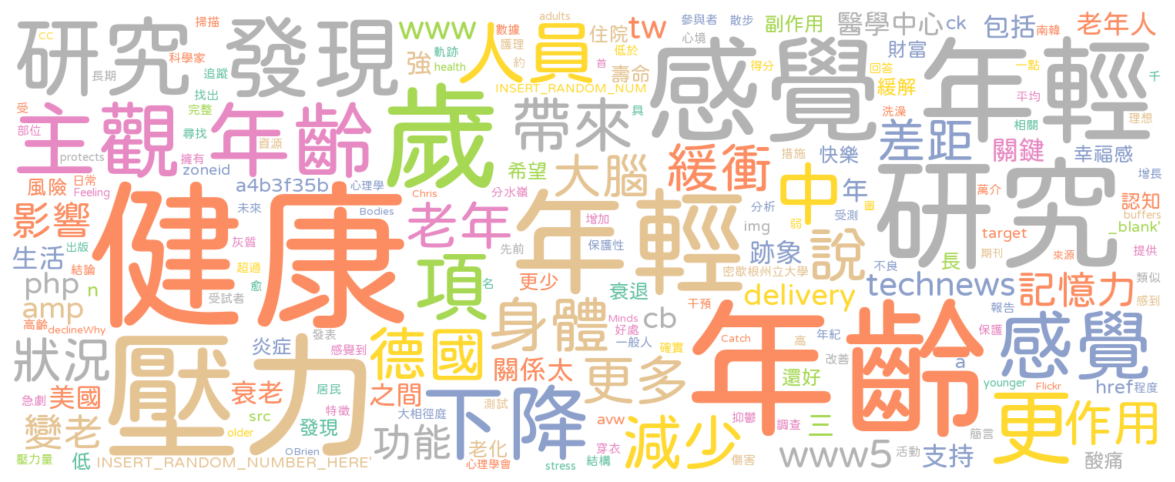 研究 發現
感覺 年輕
人員
www
tw
cc
掃描
科學家
長期
追蹤
數據
軌跡
護理
health
adults
約
強
住院
低於
首
壽命
INSERT_RANDOM_NUM
參與者
散步
心境
副作用
醫學中心
ck
得分
財富
回答
緩解
洗澡
包括
南韓
一點
平均
相關
老年人
千
理想
主觀 年齡
歲
帶來
受
部位
找出
完整
尋找
資源
protects
擁有
zoneid
具
希望
大腦
緩衝
措施
快樂
差距
關鍵
幸福感
研究
中
年
風險
日常
Feeling
a4b3f35b
心理學
Chris
分水嶺
增加
先前
保護性
分析
弱
受測
圍
萬介
增長
認知
buffers
健康
年輕
老年
影響
未來
Bodies
灰質
img
跡象
說
target
_blank'
生活
出版
結論
超過
受試者
愈
項
名
更少
密歇根州立大學
衰退
不良
長
期刊
來源
提供
類似
php
n
amp
delivery
technews
記憶力
感到
高齡
declineWhy
發表
身體
Minds
好處
一般人
cb
干預
年齡
報告
保護
感覺
狀況
壓力
炎症
感覺到
德國
關係太
更多
確實
Catch
高
年紀
改善
a
younger
Flickr
href
程度
急劇
美國
衰老
居民
之間
還好
變老
src
特徵
發現
大相徑庭
下降
測試
avw
穿衣
減少
抑鬱
調查
三
更
作用
簡言
壓力量
低
older
OBrien
INSERT_RANDOM_NUMBER_HERE'
功能
老化
心理學會
stress
結構
傷害
www5
活動
支持
酸痛